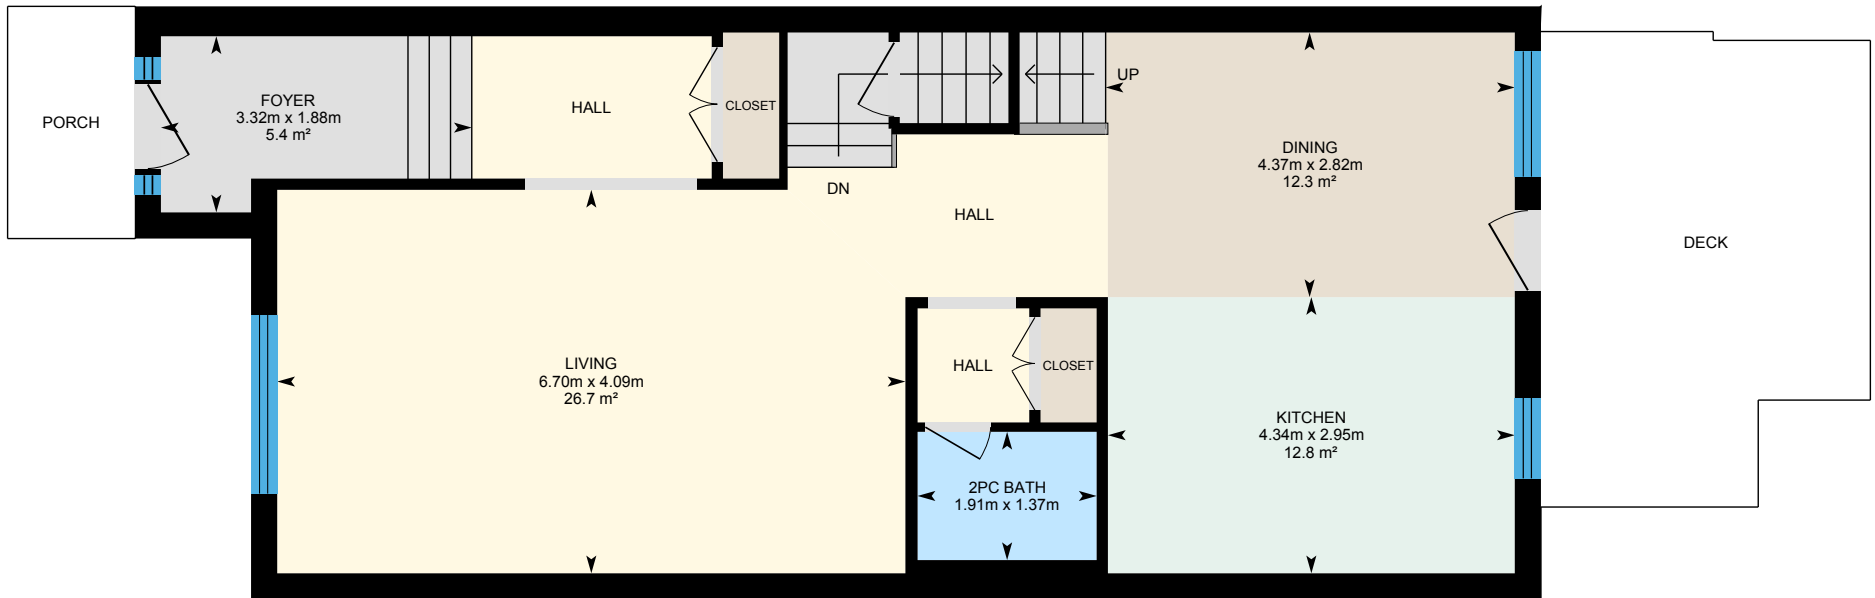 PORCH
FOYER
3.32m x 1.88m
5.4 m²
HALL
CLOSET
UP
DN
HALL
DINING
4.37m x 2.82m
12.3 m²
DECK
LIVING
6.70m x 4.09m
26.7 m²
HALL
CLOSET
2PC BATH
1.91m x 1.37m
KITCHEN
4.34m x 2.95m
12.8 m²